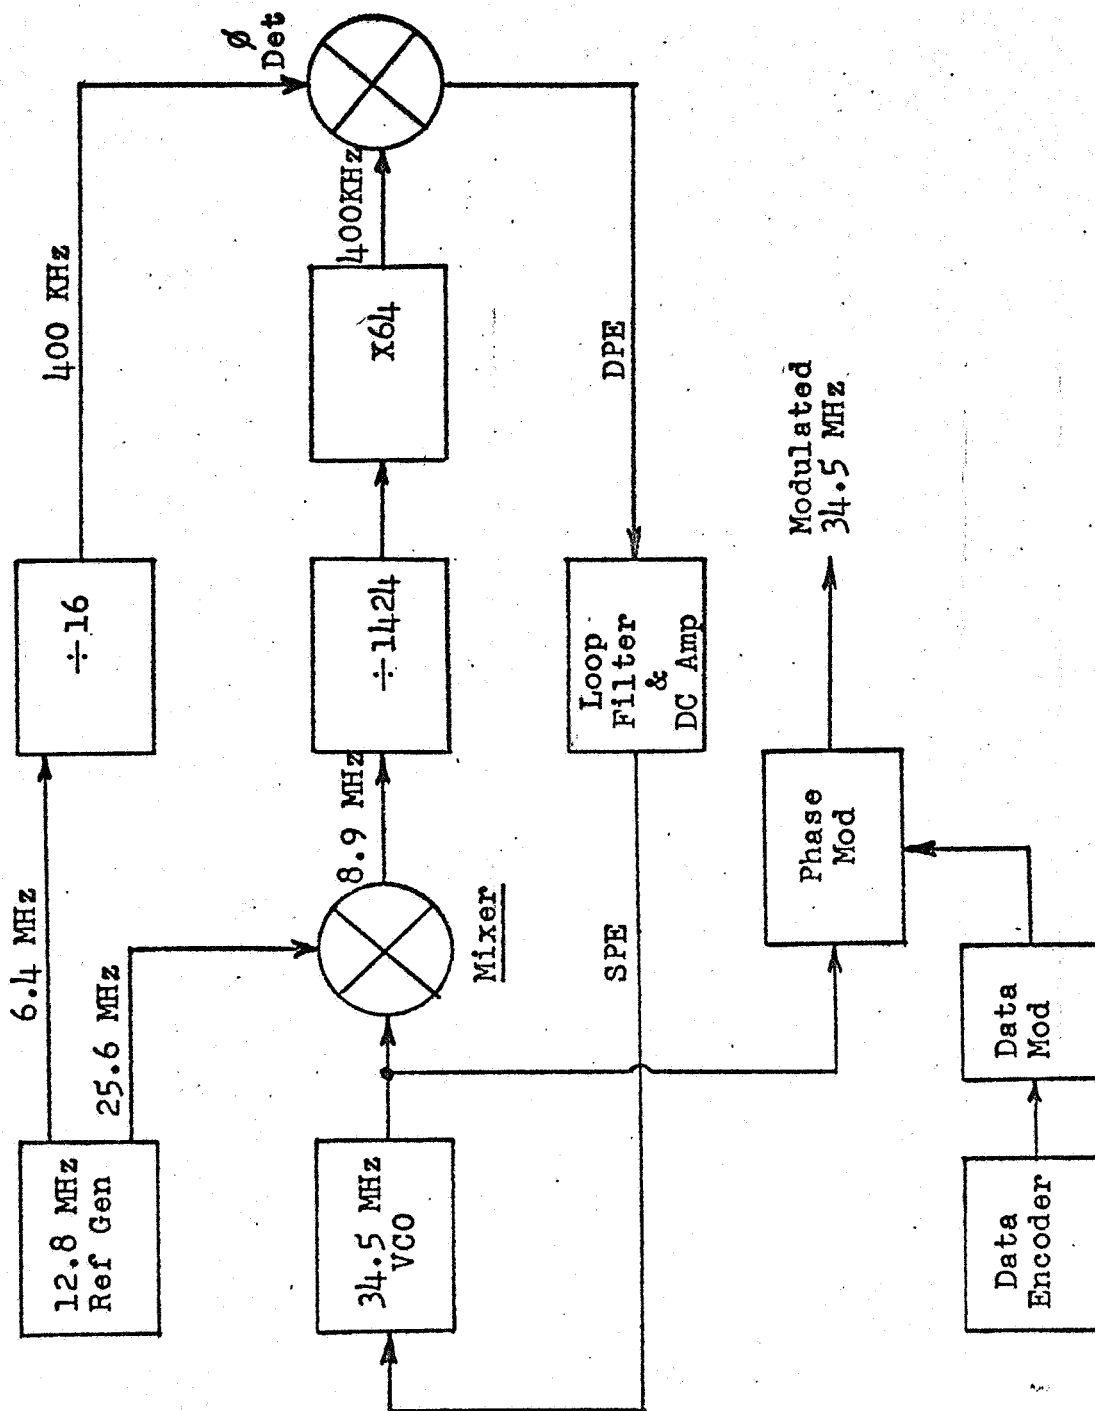 12.8 MHz
Ref Gen
6.4 MHz
25.6 MHz
÷16
400 KHz
ø
Det
34.5 MHz
VCO
Mixer
8.9 MHz
÷1424
X64
400KHz
SPE
Loop
Filter
&
DC Amp
DPE
Data
Encoder
Data
Mod
Phase
Mod
Modulated
34.5 MHz